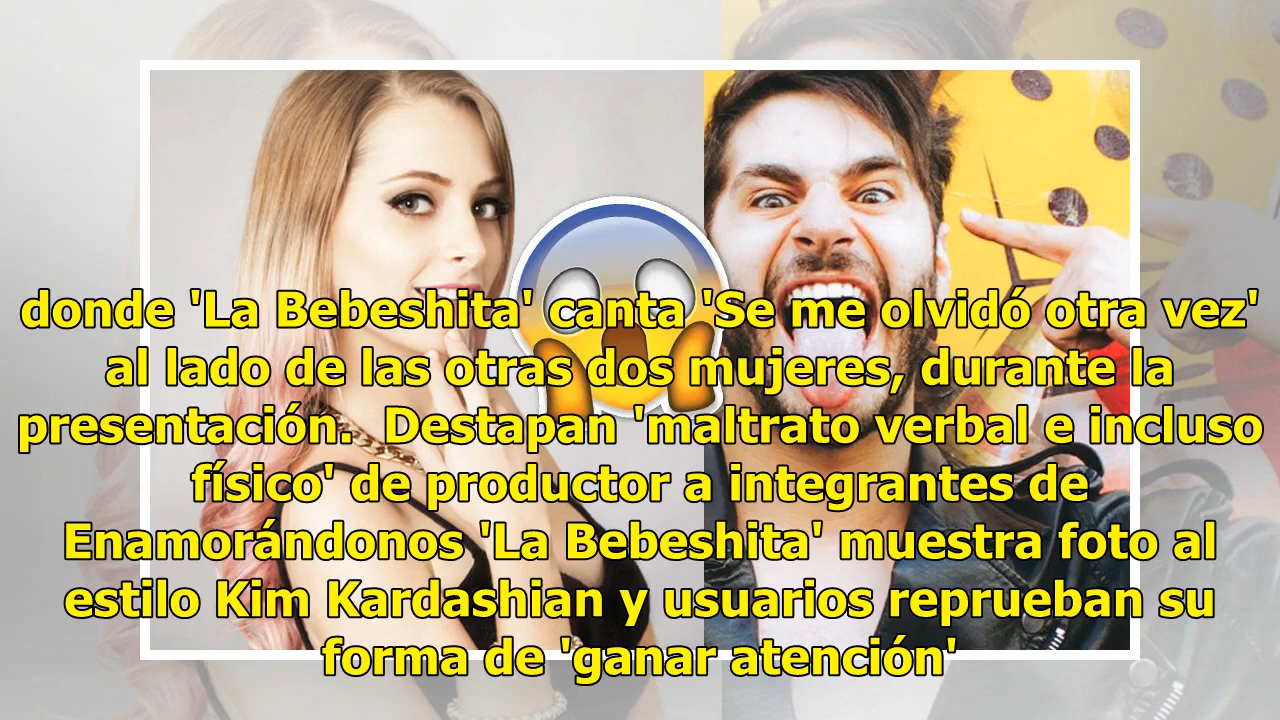 donde 'La Bebeshita' canta 'Se me olvidó otra vez'
al lado de las otras dos mujeres, durante la
presentación.  Destapan 'maltrato verbal e incluso
físico' de productor a integrantes de
Enamorándonos 'La Bebeshita' muestra foto al
estilo Kim Kardashian y usuarios reprueban su
forma de 'ganar atención'